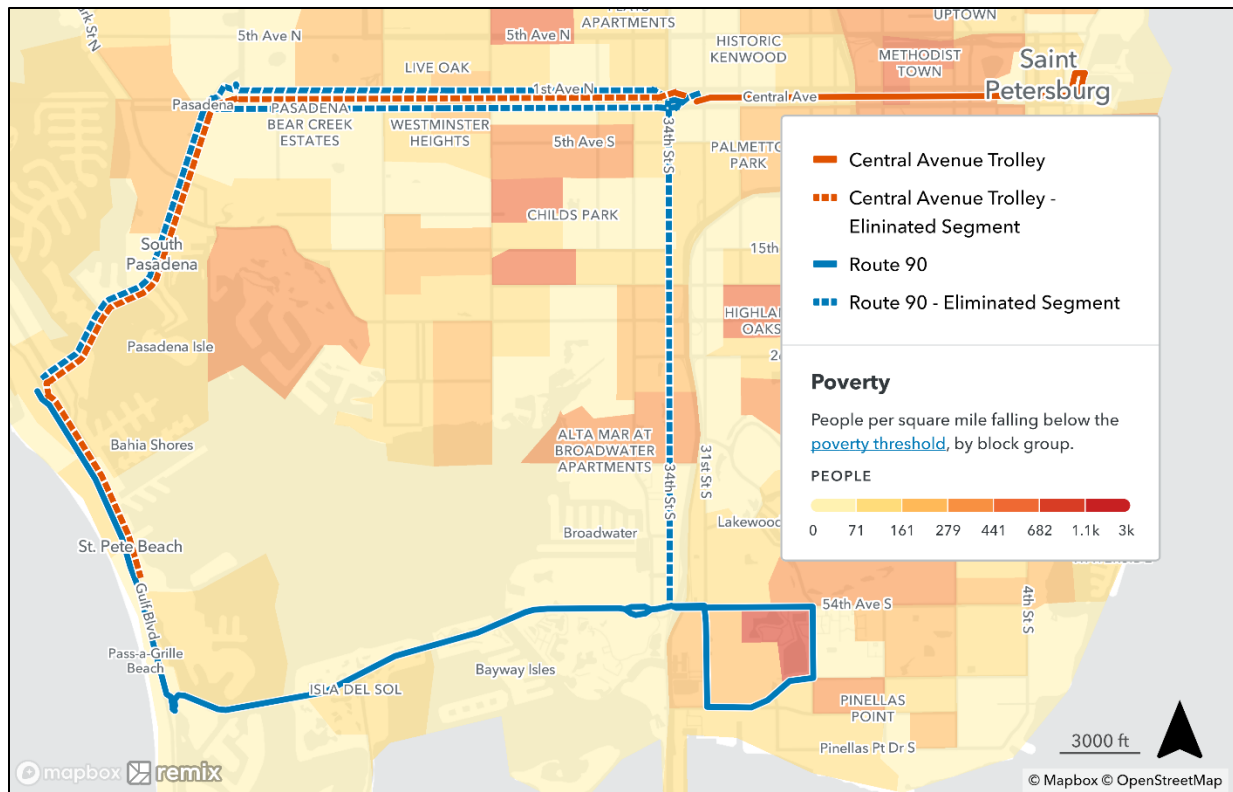 PLAZA
APARTMENTS
UPTOWN
5th Ave N
5th Ave N
HISTORIC
KENWOOD
METHODIST
TOWN
Saint
Petersburg
LIVE OAK
1st Ave N
Central Ave
Pasadena
PASADENA
BEAR CREEK
ESTATES
WESTMINSTER
HEIGHTS
5th Ave S
34th St S
PALMETTO
PARK
Central Avenue Trolley
Central Avenue Trolley -
Elininated Segment
Route 90
Route 90 - Eliminated Segment
Poverty
People per square mile falling below the
poverty threshold, by block group.
PEOPLE
0 71 161 279 441 682 1.1k 3k
CHILDS PARK
South
Pasadena
15th
HIGHLAN
OAKS
Pasadena Isle
Bahia Shores
ALTA MAR AT
BROADWATER
APARTMENTS
31st St S
34th St S
Lakewood
Broadwater
St. Pete Beach
Gulf Blvd
54th Ave S
4th St S
Pass-a-Grille
Beach
Bayway Isles
ISLA DEL SOL
PINELLAS
POINT
Pinellas Pt Dr S
3000 ft
mapbox remix
© Mapbox © OpenStreetMap